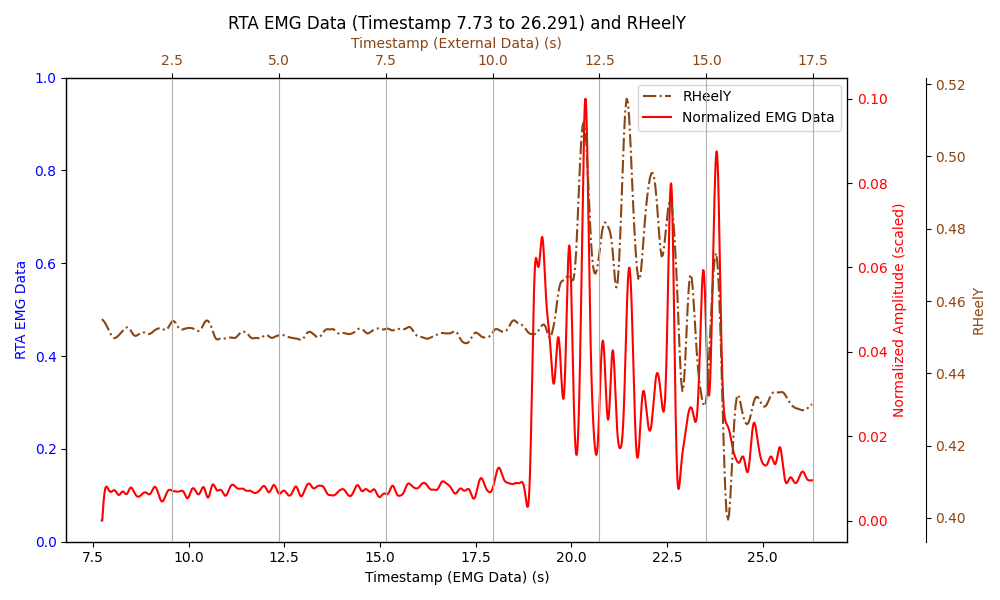 RTA EMG Data (Timestamp 7.73 to 26.291) and RHeelY
Timestamp (External Data) (s)
2.5 5.0 7.5 10.0 12.5 15.0 17.5
RHeelY
Normalized EMG Data
RTA EMG Data
1.0
0.8
0.6
0.4
0.2
0.0
Normalized Amplitude (scaled)
0.10
0.08
0.06
0.04
0.02
0.00
RHeelY
0.52
0.50
0.48
0.46
0.44
0.42
0.40
7.5 10.0 12.5 15.0 17.5 20.0 22.5 25.0
Timestamp (EMG Data) (s)